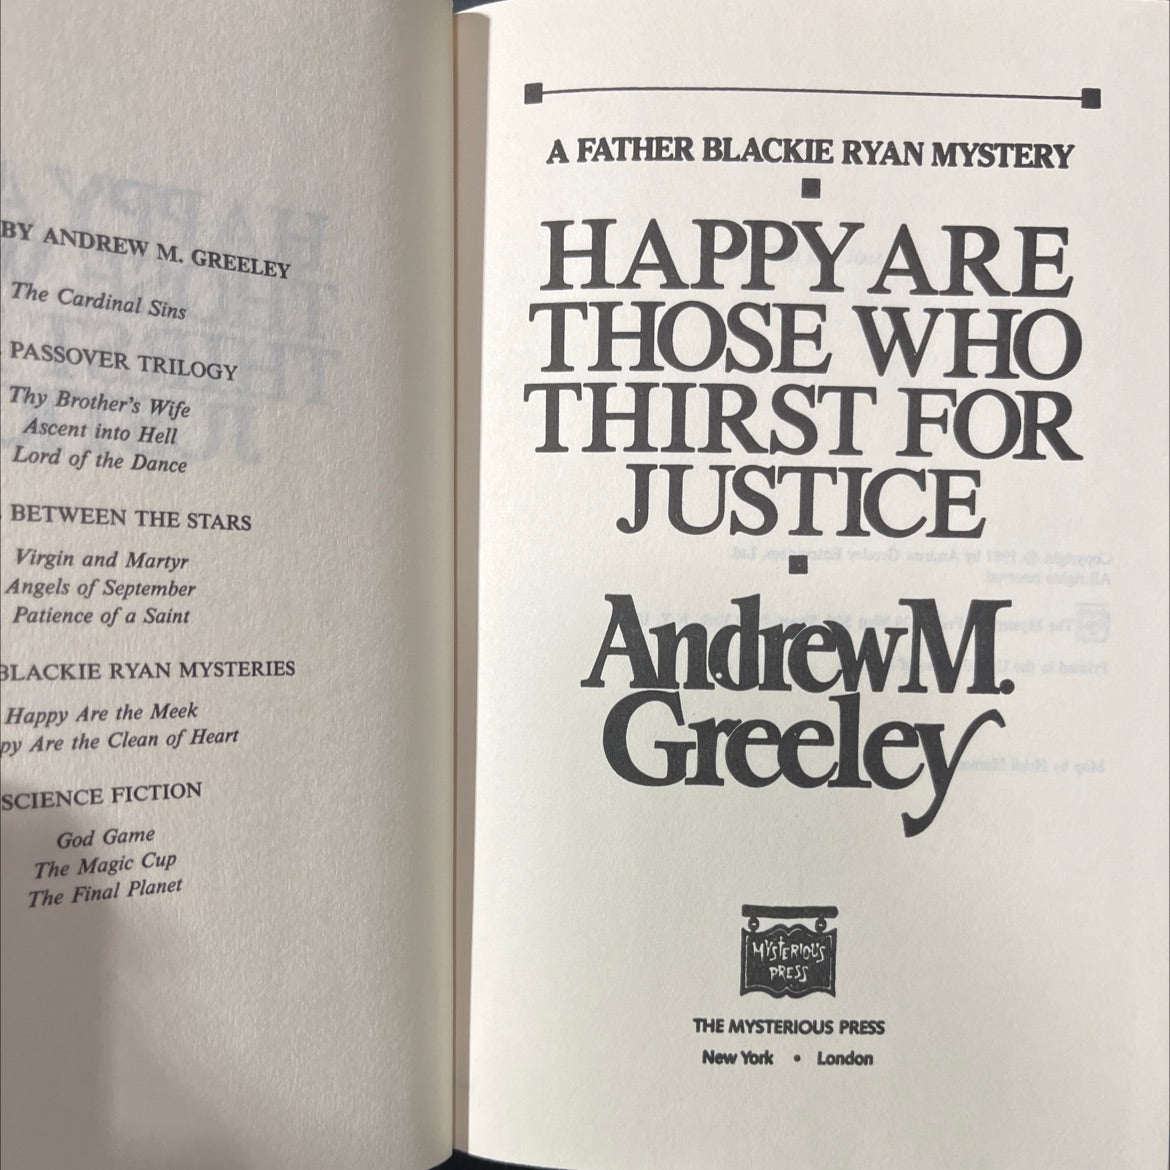 BY ANDREW M. GREELEY
The Cardinal Sins
PASSOVER TRILOGY
Thy Brother's Wife
Ascent into Hell
Lord of the Dance
BETWEEN THE STARS
Virgin and Martyr
Angels of September
Patience of a Saint
BLACKIE RYAN MYSTERIES
Happy Are the Meek
py Are the Clean of Heart
SCIENCE FICTION
God Game
The Magic Cup
The Final Planet
A FATHER BLACKIE RYAN MYSTERY
HAPPY ARE
THOSE WHO
THIRST FOR
JUSTICE
Andrew M.
Greeley
MYSTERIOUS
PRESS
THE MYSTERIOUS PRESS
New York • London